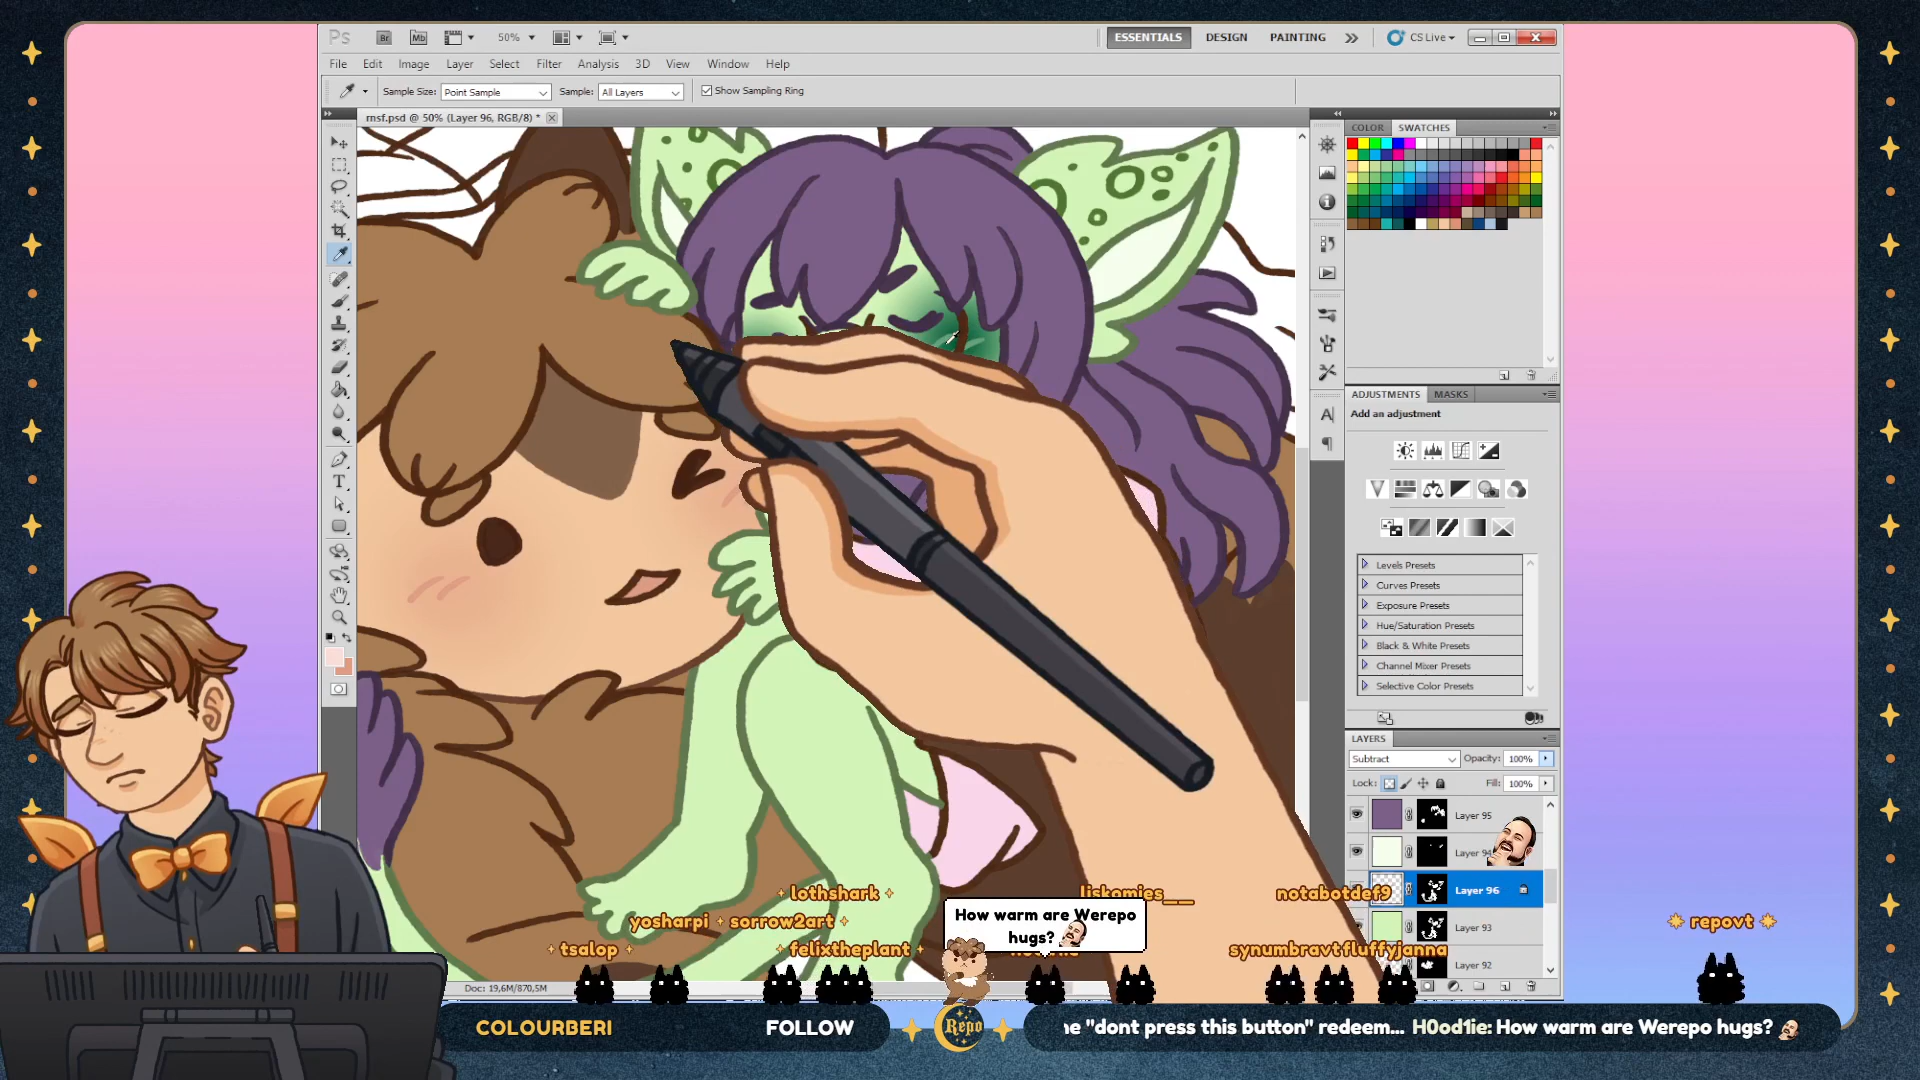 Ps
Br
Mb
50%
ESSENTIALS
DESIGN
PAINTING
CS Live
File
Edit
Image
Layer
Select
Filter
Analysis
3D
View
Window
Help
Sample Size:
Point Sample
Sample:
All Layers
Show Sampling Ring
msf.psd @ 50% (Layer 96, RGB/8) *
COLOR
SWATCHES
ADJUSTMENTS
MASKS
Add an adjustment
Levels Presets
Curves Presets
Exposure Presets
Hue/Saturation Presets
Black & White Presets
Channel Mixer Presets
Selective Color Presets
LAYERS
Subtract
Opacity:
100%
Lock:
Fill:
100%
Layer 95
Layer 94
Layer 96
Layer 93
Layer 92
Doc: 19,6M/870,5M
lothshark
liskomies__
notabotdef9
yosharpi
sorrow2art
tsalop
felixtheplant
synumbravtfluffyjanna
repovt
How warm are Werepo
hugs?
COLOURBERI
FOLLOW
Repo
he "dont press this button" redeem... H0od1ie: How warm are Werepo hugs?